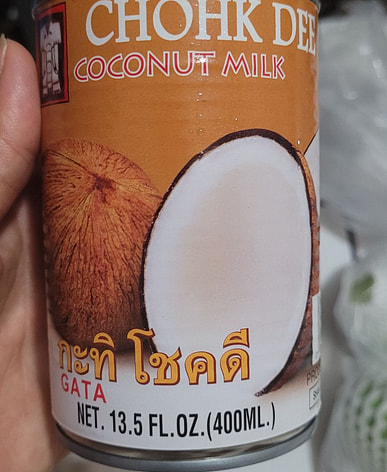 CHOHK DEE
COCONUT MILK
กะทิ โชคดี
GATA
NET. 13.5 FL.OZ.(400ML.)